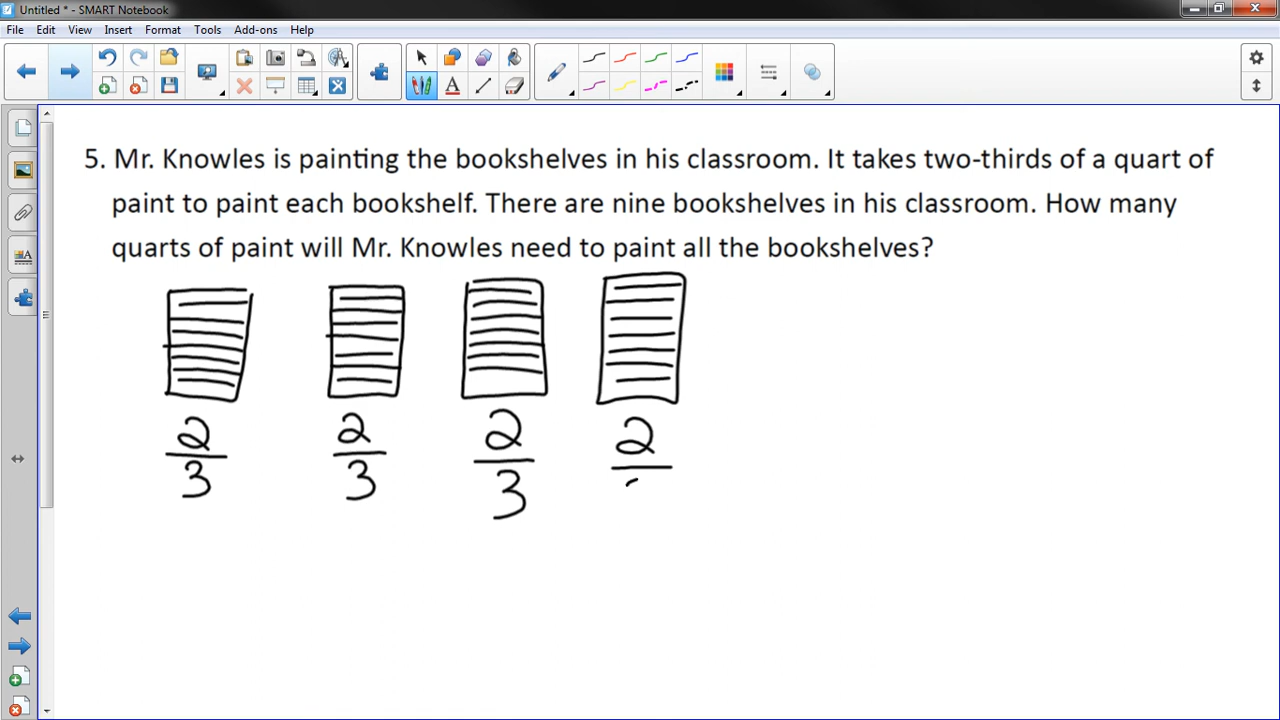 Untitled * - SMART Notebook
File Edit View Insert Format Tools Add-ons Help
5. Mr. Knowles is painting the bookshelves in his classroom. It takes two-thirds of a quart of
paint to paint each bookshelf. There are nine bookshelves in his classroom. How many
quarts of paint will Mr. Knowles need to paint all the bookshelves?
2 2 2 2
3 3 3